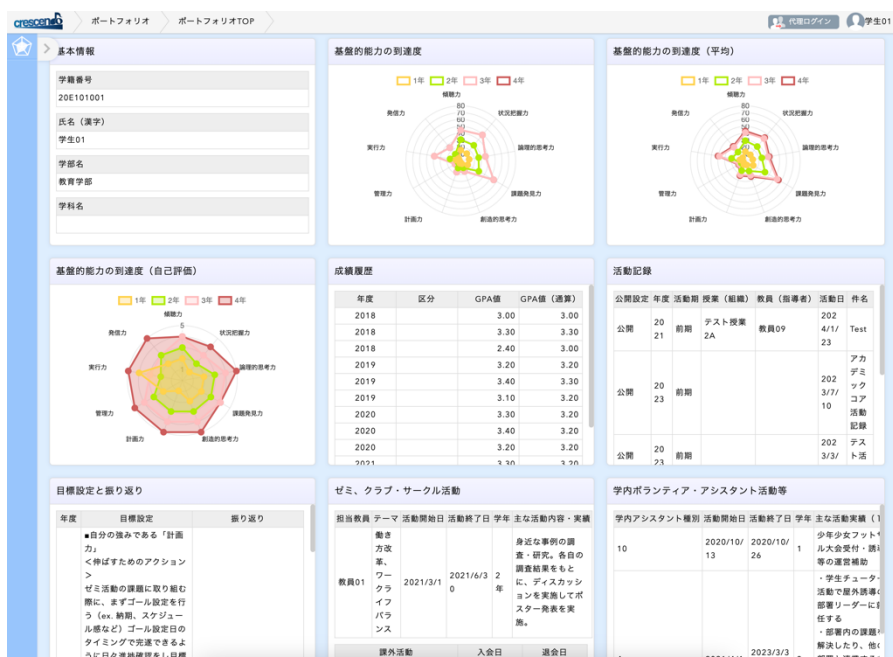 crescendo ポートフォリオ ポートフォリオTOP 代理ログイン 学生01
基本情報
学籍番号
20E101001
氏名（漢字）
学生01
学部名
教育学部
学科名
基盤的能力の到達度
1年 2年 3年 4年
傾聴力
80
70
60
発信力 状況把握力
実行力 論理的思考力
管理力 課題発見力
計画力 創造的思考力
基盤的能力の到達度（平均）
1年 2年 3年 4年
傾聴力
80
70
60
発信力 状況把握力
実行力 論理的思考力
管理力 課題発見力
計画力 創造的思考力
基盤的能力の到達度（自己評価）
1年 2年 3年 4年
傾聴力
5
発信力 状況把握力
実行力 論理的思考力
管理力 課題発見力
計画力 創造的思考力
成績履歴
年度 区分 GPA値 GPA値（通算）
2018 3.00 3.00
2018 3.30 3.30
2018 2.40 3.00
2019 3.20 3.20
2019 3.40 3.30
2019 3.10 3.20
2020 3.30 3.20
2020 3.40 3.20
2020 3.20 3.20
2021 3.30 3.20
活動記録
公開設定 年度 活動期 授業（組織） 教員（指導者） 活動日 件名
公開 2021 前期 テスト授業2A 教員09 2024/1/23 Test
公開 2023 前期 2023/7/10 アカデミックコア活動記録
公開 2023 前期 2023/3/ テスト活
目標設定と振り返り
年度 目標設定 振り返り
■自分の強みである「計画
力」
＜伸ばすためのアクション
＞
ゼミ活動の課題に取り組む
際に、まずゴール設定を行
う（ex. 納期、スケジュー
ル感など）ゴール設定日の
タイミングで完遂できるよ
うに日々進捗確認をし目標
ゼミ、クラブ・サークル活動
担当教員 テーマ 活動開始日 活動終了日 学年 主な活動内容・実績
教員01 働き方改革、ワークライフバランス 2021/3/1 2021/6/30 2年 身近な事例の調査・研究。各自の調査結果をもとに、ディスカッションを実施してポスター発表を実施。
課外活動 入会日 退会日
学内ボランティア・アシスタント活動等
学内アシスタント種別 活動開始日 活動終了日 学年 主な活動実績（
10 2020/10/13 2020/10/26 1 少年少女フット
ル大会受付・誘
等の運営補助
・学生チューター
活動で屋外誘導
部署リーダーに
任する
・部署内の課題
解決したり、他
2023/3/3